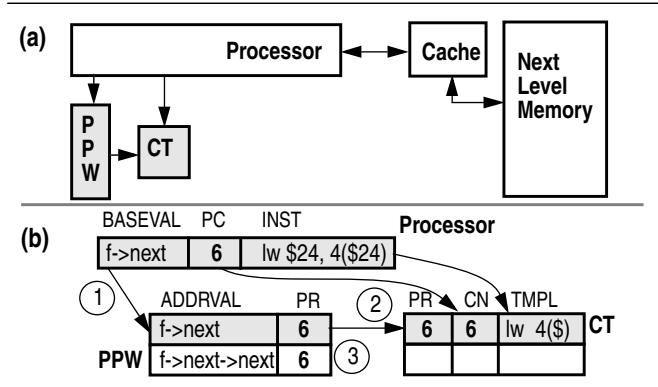 (a)
Processor
Cache
Next
Level
Memory
P
P
W
CT
(b)
BASEVAL PC INST
Processor
f->next 6 lw $24, 4($24)
1
ADDRVAL PR
2
PR CN TMPL
f->next 6
6 6 lw 4($)
CT
PPW
f->next->next 6
3